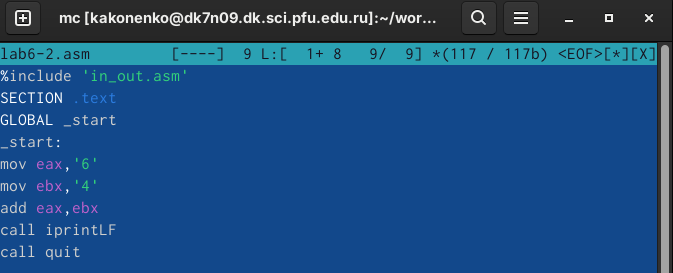 mc [kakonenko@dk7n09.dk.sci.pfu.edu.ru]:~/wor...
lab6-2.asm [----] 9 L:[ 1+ 8 9/ 9] *(117 / 117b) <EOF>[*][X]
%include 'in_out.asm'
SECTION .text
GLOBAL _start
_start:
mov eax,'6'
mov ebx,'4'
add eax,ebx
call iprintLF
call quit